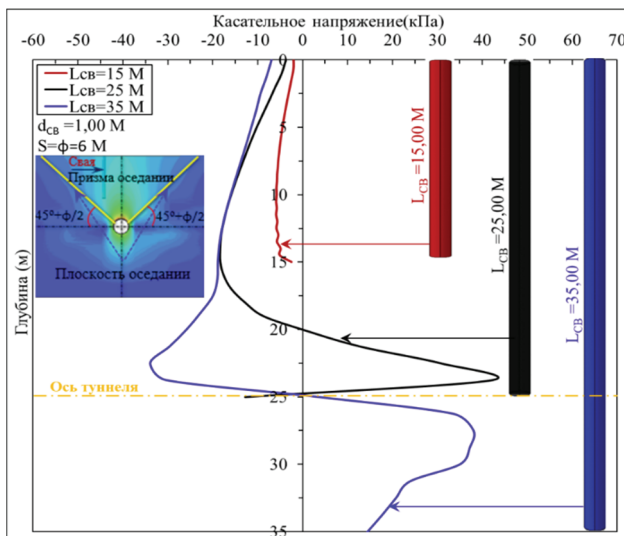 Касательное напряжение(кПа)
-60 -50 -40 -30 -20 -10 0 10 20 30 40 50 60 70
Lсв=15 М
Lсв=25 М
Lсв=35 М
dсв =1,00 М
S=ф=6 М
Свая
Призма оседании
45⁰+ф/2
45⁰+ф/2
Плоскость оседании
Глубина (м)
0
5
10
15
20
25
30
35
Ось туннеля
Lсв =15,00 М
Lсв =25,00 М
Lсв =35,00 М